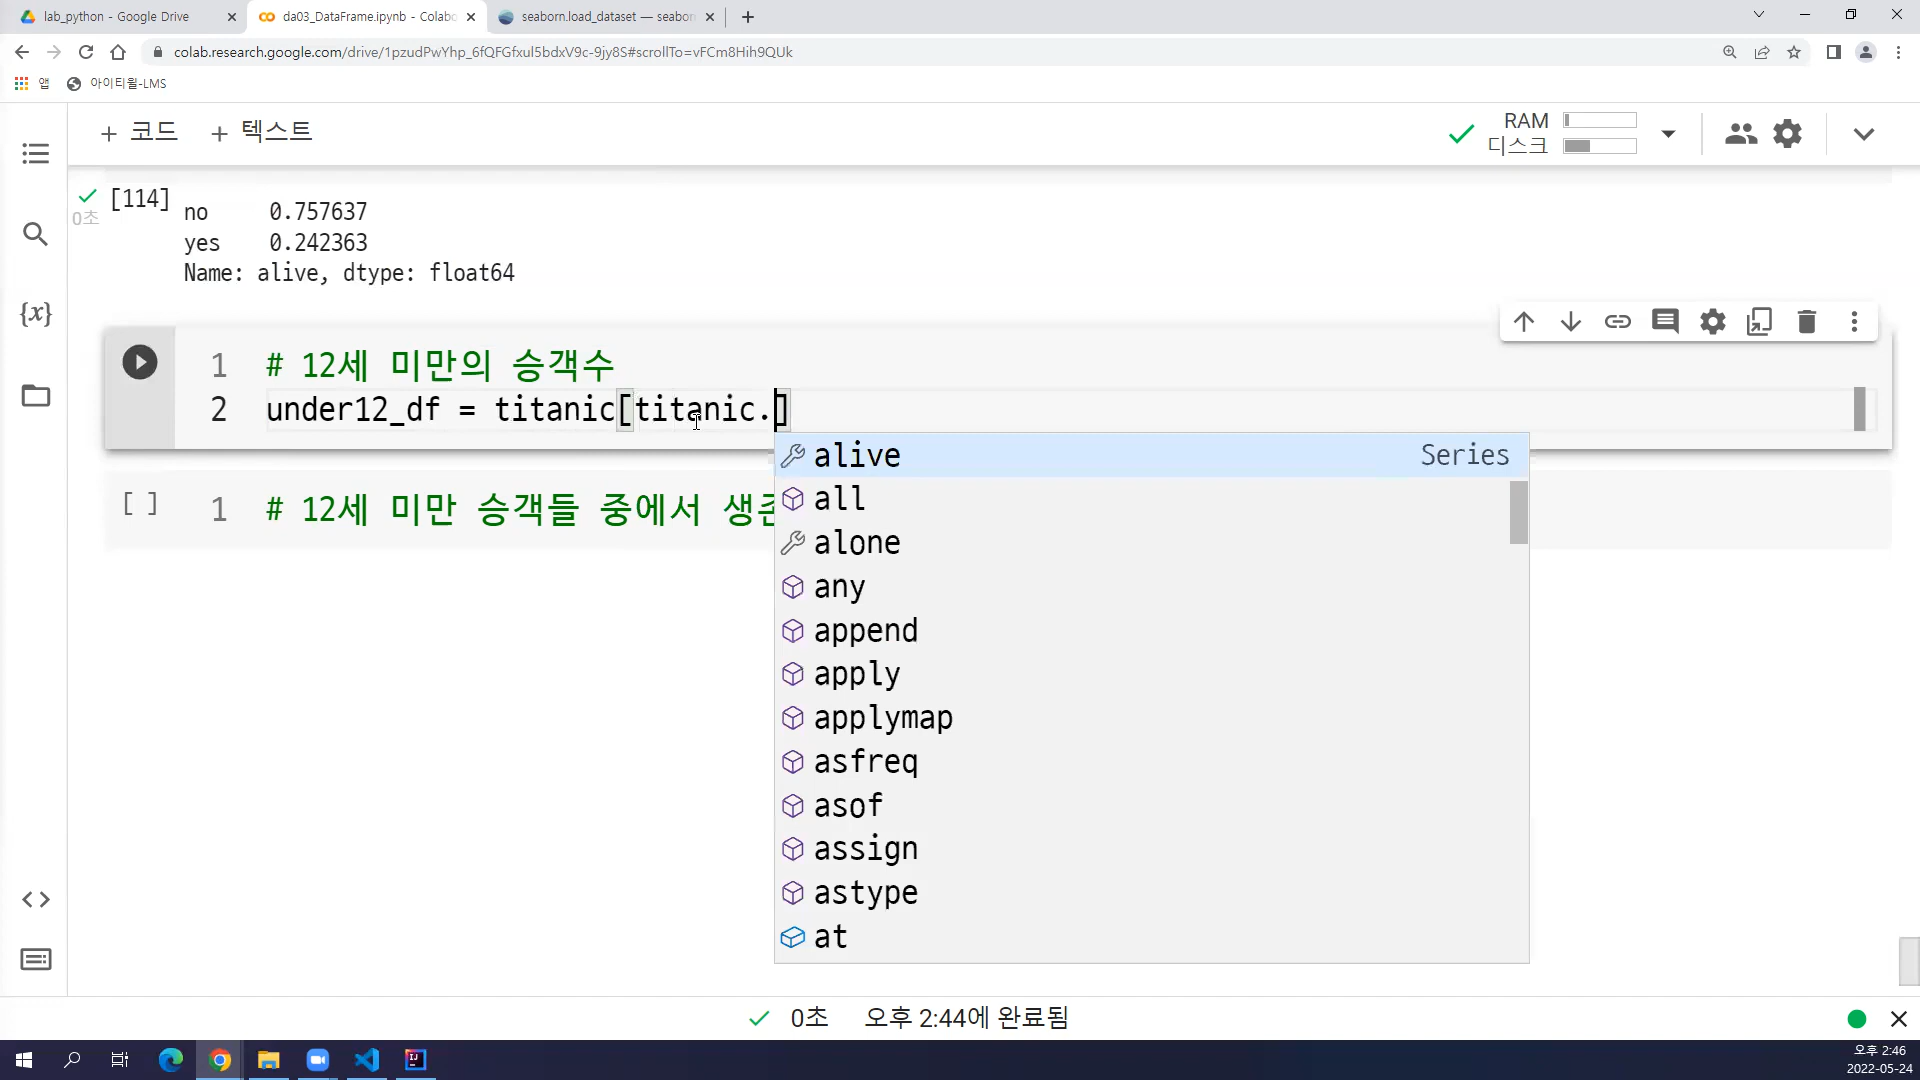 lab_python - Google Drive
da03_DataFrame.ipynb - Colabo
seaborn.load_dataset — seabor
colab.research.google.com/drive/1pzudPwYhp_6fQFGfxul5bdxV9c-9jy8S#scrollTo=vFCm8Hih9QUk
앱
아이티윌-LMS
+ 코드
+ 텍스트
RAM
디스크
[114]
0초
no 0.757637
yes 0.242363
Name: alive, dtype: float64
{x}
1 # 12세 미만의 승객수
2 under12_df = titanic[titanic.]
alive Series
[ ] 1 # 12세 미만 승객들 중에서 생존
all
alone
any
append
apply
applymap
asfreq
asof
assign
astype
at
0초 오후 2:44에 완료됨
오후 2:46
2022-05-24